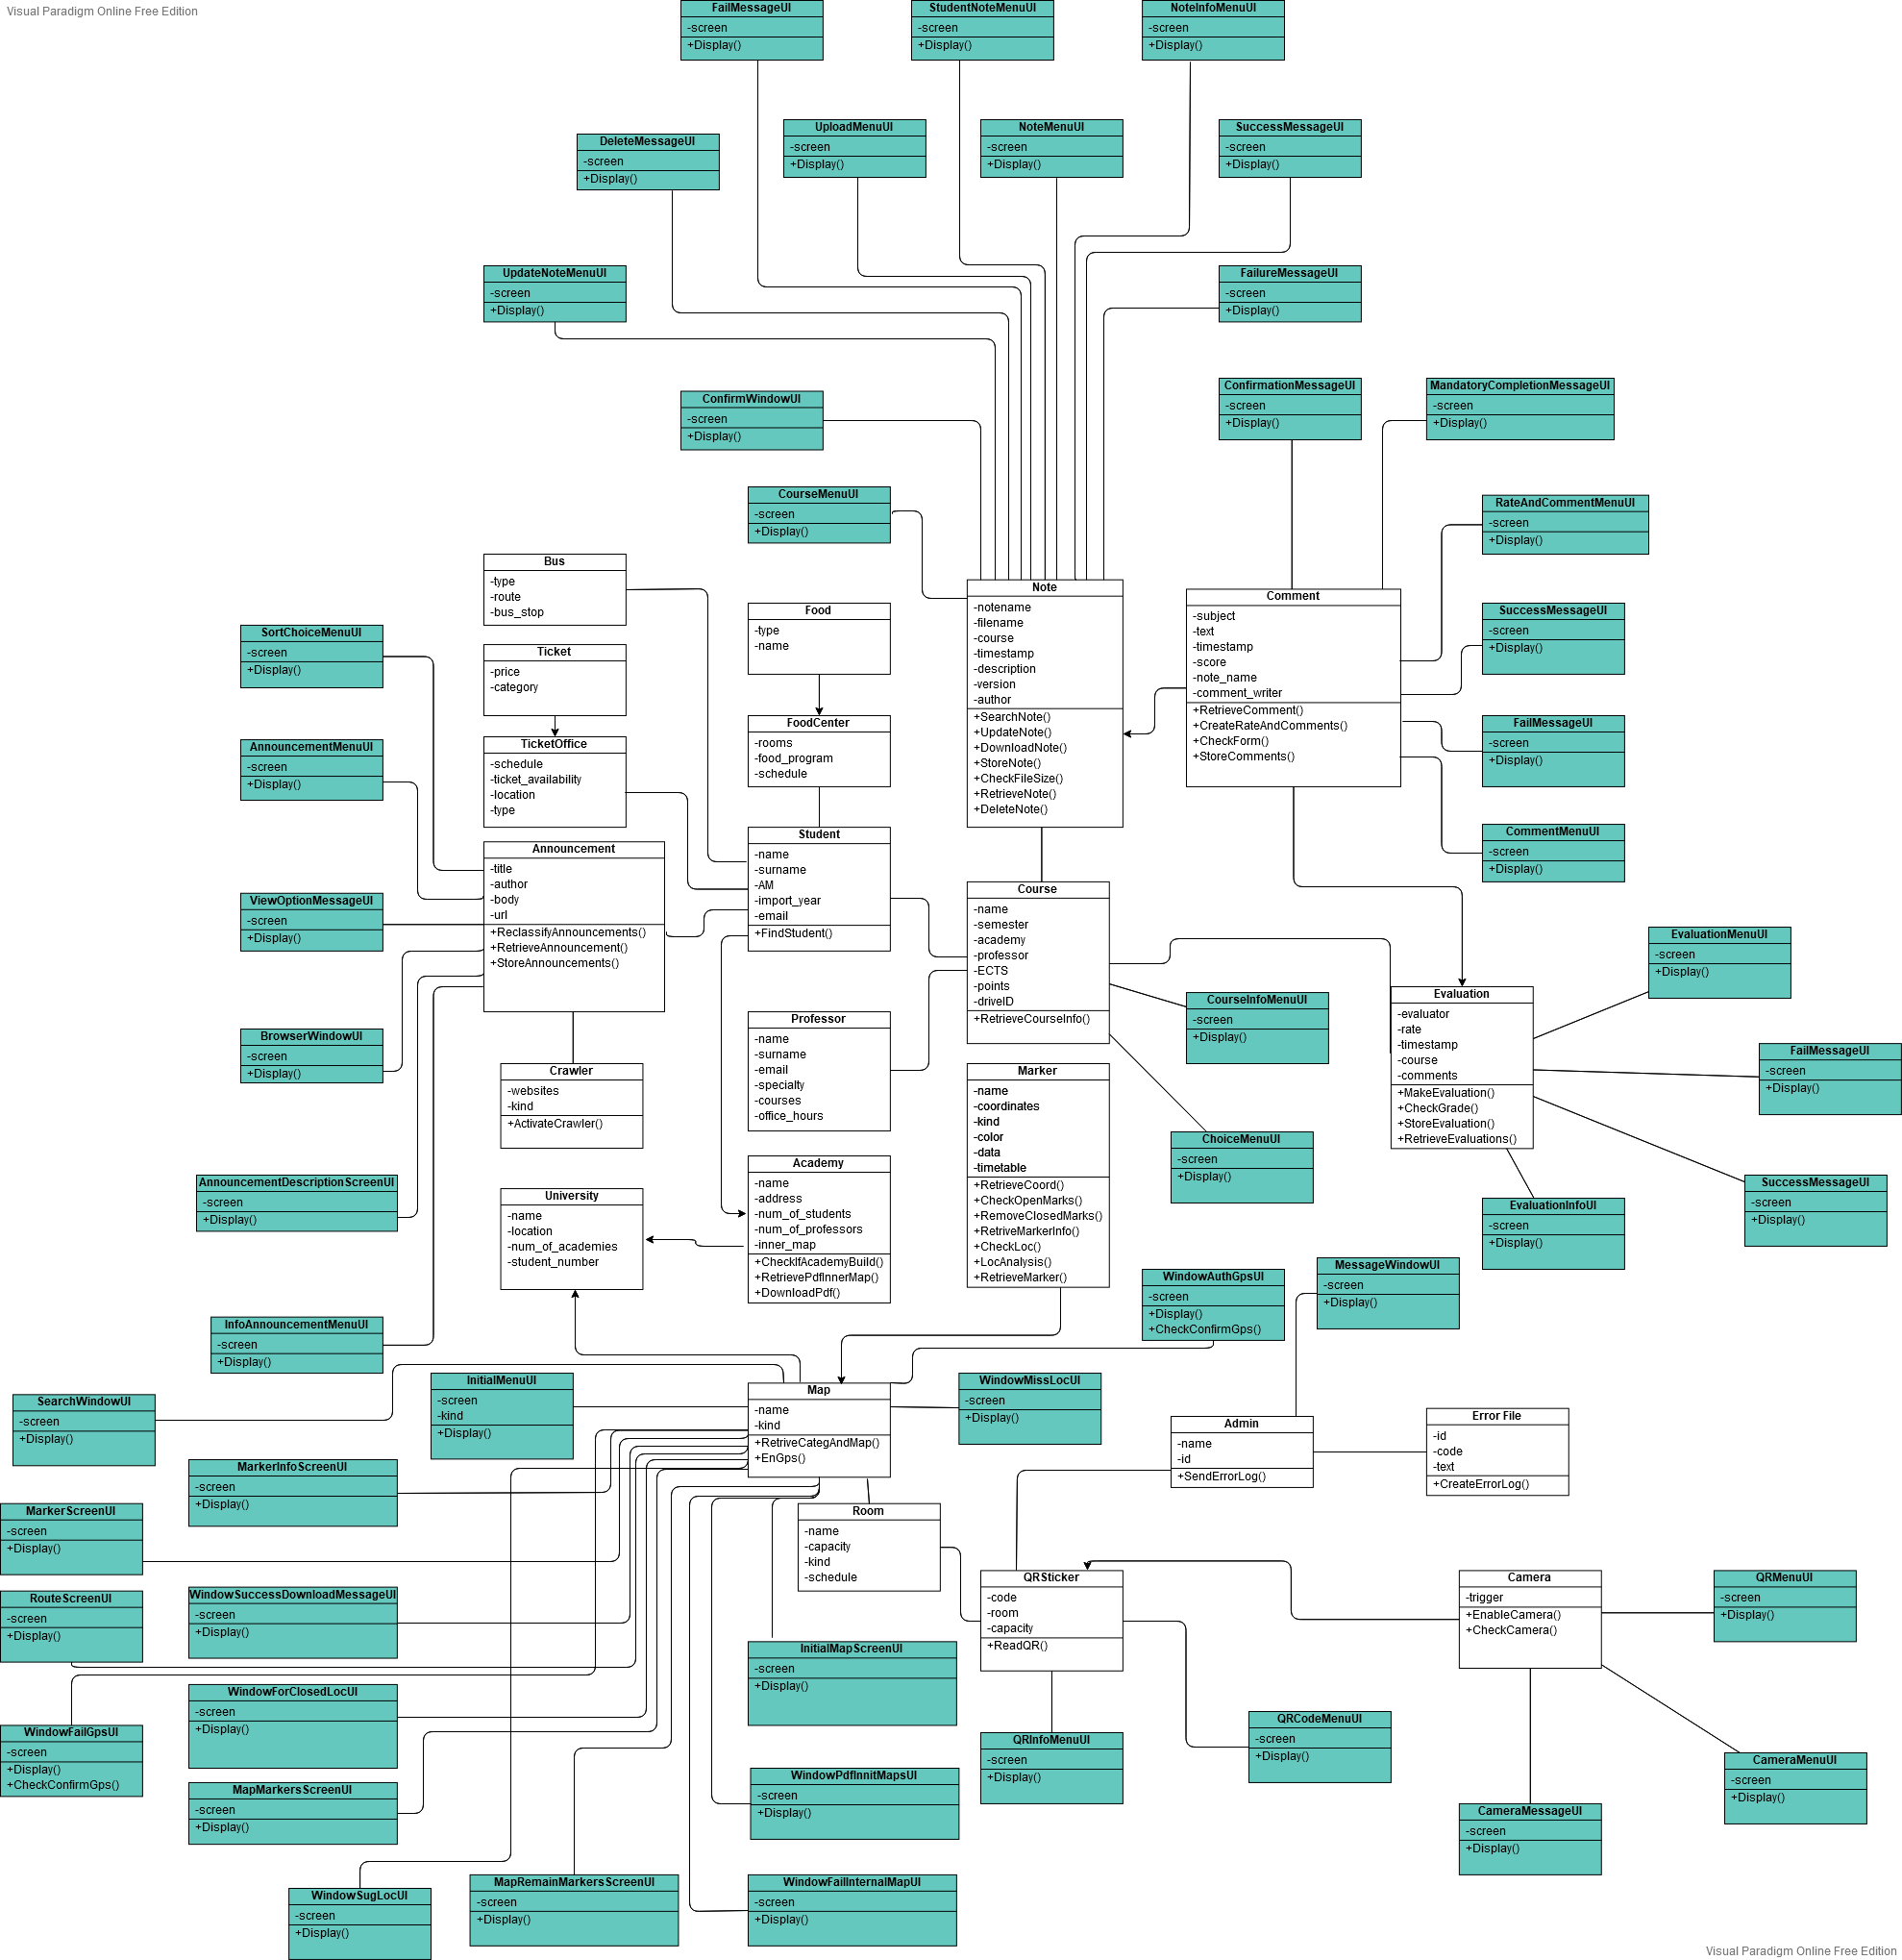 Visual Paradigm Online Free Edition
FailMessageUI
-screen
+Display()
StudentNoteMenuUI
-screen
+Display()
NoteInfoMenuUI
-screen
+Display()
DeleteMessageUI
-screen
+Display()
UploadMenuUI
-screen
+Display()
NoteMenuUI
-screen
+Display()
SuccessMessageUI
-screen
+Display()
UpdateNoteMenuUI
-screen
+Display()
FailureMessageUI
-screen
+Display()
ConfirmWindowUI
-screen
+Display()
ConfirmationMessageUI
-screen
+Display()
MandatoryCompletionMessageUI
-screen
+Display()
CourseMenuUI
-screen
+Display()
RateAndCommentMenuUI
-screen
+Display()
Bus
-type
-route
-bus_stop
Food
-type
-name
Note
-notename
-filename
-course
-timestamp
-description
-version
-author
+SearchNote()
+UpdateNote()
+DownloadNote()
+StoreNote()
+CheckFileSize()
+RetrieveNote()
+DeleteNote()
Comment
-subject
-text
-timestamp
-score
-note_name
-comment_writer
+RetrieveComment()
+CreateRateAndComments()
+CheckForm()
+StoreComments()
SuccessMessageUI
-screen
+Display()
SortChoiceMenuUI
-screen
+Display()
Ticket
-price
-category
FoodCenter
-rooms
-food_program
-schedule
FailMessageUI
-screen
+Display()
AnnouncementMenuUI
-screen
+Display()
TicketOffice
-schedule
-ticket_availability
-location
-type
CommentMenuUI
-screen
+Display()
Student
-name
-surname
-AM
-import_year
-email
+FindStudent()
Announcement
-title
-author
-body
-url
+ReclassifyAnnouncements()
+RetrieveAnnouncement()
+StoreAnnouncements()
ViewOptionMessageUI
-screen
+Display()
Course
-name
-semester
-academy
-professor
-ECTS
-points
-driveID
+RetrieveCourseInfo()
EvaluationMenuUI
-screen
+Display()
Evaluation
-evaluator
-rate
-timestamp
-course
-comments
+MakeEvaluation()
+CheckGrade()
+StoreEvaluation()
+RetrieveEvaluations()
CourseInfoMenuUI
-screen
+Display()
BrowserWindowUI
-screen
+Display()
Professor
-name
-surname
-email
-specialty
-courses
-office_hours
FailMessageUI
-screen
+Display()
Crawler
-websites
-kind
+ActivateCrawler()
Marker
-name
-coordinates
-kind
-color
-data
-timetable
+RetrieveCoord()
+CheckOpenMarks()
+RemoveClosedMarks()
+RetriveMarkerInfo()
+CheckLoc()
+LocAnalysis()
+RetrieveMarker()
ChoiceMenuUI
-screen
+Display()
Academy
-name
-address
-num_of_students
-num_of_professors
-inner_map
+CheckIfAcademyBuild()
+RetrievePdfInnerMap()
+DownloadPdf()
AnnouncementDescriptionScreenUI
-screen
+Display()
University
-name
-location
-num_of_academies
-student_number
SuccessMessageUI
-screen
+Display()
EvaluationInfoUI
-screen
+Display()
WindowAuthGpsUI
-screen
+Display()
+CheckConfirmGps()
MessageWindowUI
-screen
+Display()
InfoAnnouncementMenuUI
-screen
+Display()
InitialMenuUI
-screen
-kind
+Display()
Map
-name
-kind
+RetriveCategAndMap()
+EnGps()
WindowMissLocUI
-screen
+Display()
SearchWindowUI
-screen
+Display()
Admin
-name
-id
+SendErrorLog()
Error File
-id
-code
-text
+CreateErrorLog()
MarkerInfoScreenUI
-screen
+Display()
MarkerScreenUI
-screen
+Display()
Room
-name
-capacity
-kind
-schedule
QRSticker
-code
-room
-capacity
+ReadQR()
Camera
-trigger
+EnableCamera()
+CheckCamera()
QRMenuUI
-screen
+Display()
RouteScreenUI
-screen
+Display()
WindowSuccessDownloadMessageUI
-screen
+Display()
InitialMapScreenUI
-screen
+Display()
WindowForClosedLocUI
-screen
+Display()
WindowFailGpsUI
-screen
+Display()
+CheckConfirmGps()
QRInfoMenuUI
-screen
+Display()
QRCodeMenuUI
-screen
+Display()
CameraMenuUI
-screen
+Display()
MapMarkersScreenUI
-screen
+Display()
WindowPdfInnitMapsUI
-screen
+Display()
CameraMessageUI
-screen
+Display()
WindowSugLocUI
-screen
+Display()
MapRemainMarkersScreenUI
-screen
+Display()
WindowFailInternalMapUI
-screen
+Display()
Visual Paradigm Online Free Edition